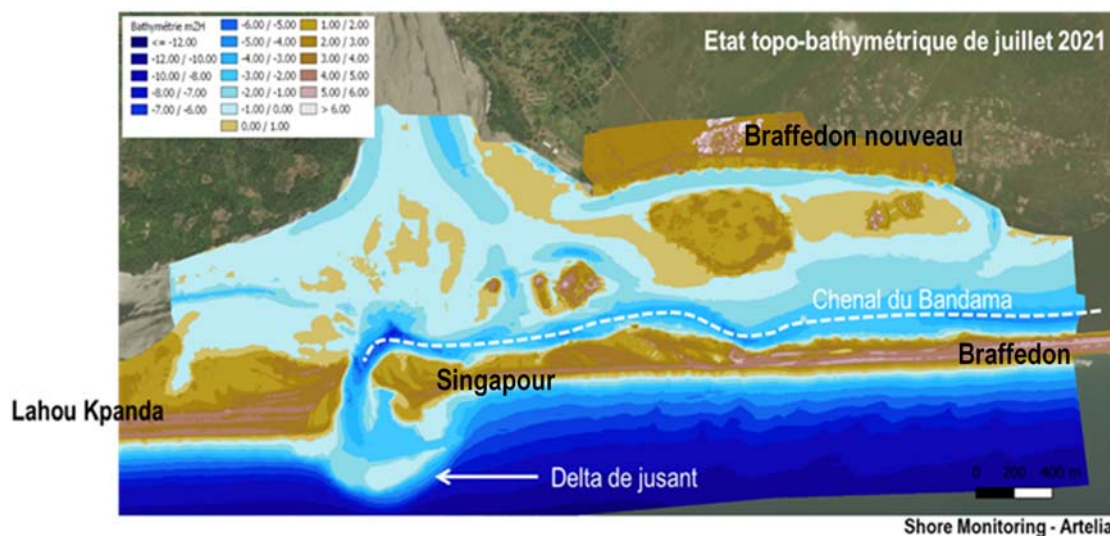 Etat topo-bathymétrique de juillet 2021
Bathymétrie mZH
<= -12.00
-12.00 / -10.00
-10.00 / -8.00
-8.00 / -7.00
-7.00 / -6.00
-6.00 / -5.00
-5.00 / -4.00
-4.00 / -3.00
-3.00 / -2.00
-2.00 / -1.00
-1.00 / 0.00
0.00 / 1.00
1.00 / 2.00
2.00 / 3.00
3.00 / 4.00
4.00 / 5.00
5.00 / 6.00
> 6.00
Braffedon nouveau
Chenal du Bandama
Braffedon
Singapour
Lahou Kpanda
Delta de jusant
0 200 400 m
Shore Monitoring - Artelia